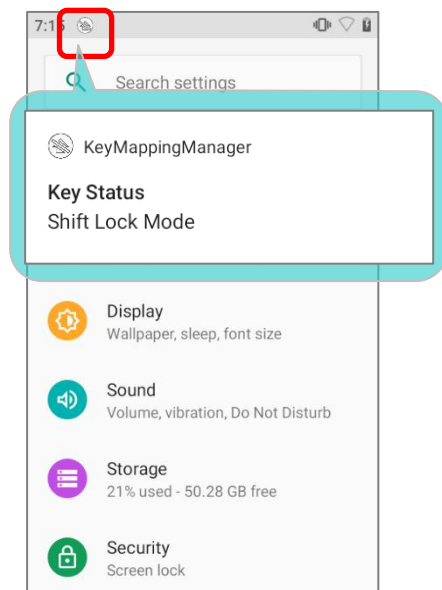 7:15
Search settings
KeyMappingManager
Key Status
Shift Lock Mode
Display
Wallpaper, sleep, font size
Sound
Volume, vibration, Do Not Disturb
Storage
21% used - 50.28 GB free
Security
Screen lock